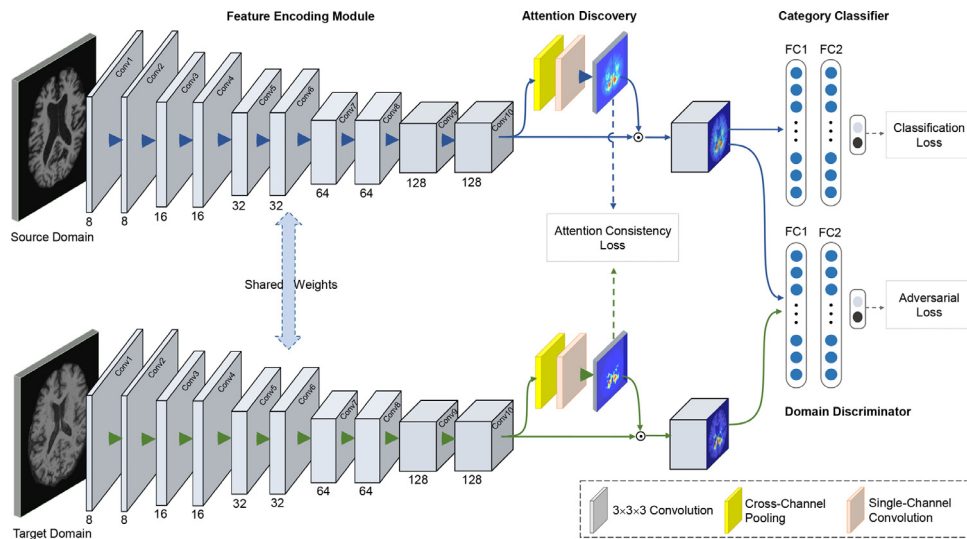 Feature Encoding Module
Attention Discovery
Category Classifier
Conv1
Conv2
Conv3
Conv4
Conv5
Conv6
Conv7
Conv8
Conv9
Conv10
8
8
16
16
32
32
64
64
128
128
Source Domain
FC1
FC2
Classification
Loss
Attention Consistency
Loss
Shared Weights
FC1
FC2
Adversarial
Loss
Domain Discriminator
Conv1
Conv2
Conv3
Conv4
Conv5
Conv6
Conv7
Conv8
Conv9
Conv10
8
8
16
16
32
32
64
64
128
128
Target Domain
3×3×3 Convolution
Cross-Channel
Pooling
Single-Channel
Convolution